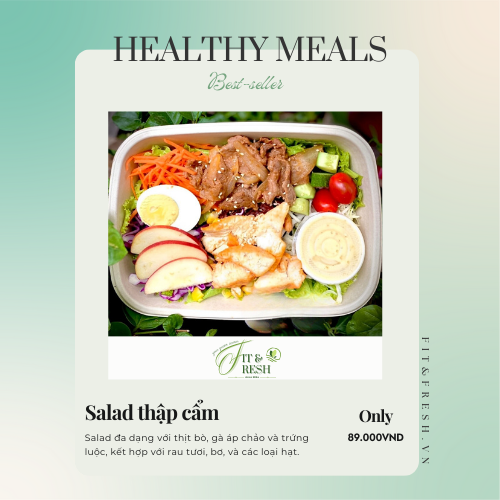 HEALTHY MEALS
Best-seller
FIT &
RESH
Salad thập cẩm
Salad đa dạng với thịt bò, gà áp chảo và trứng
luộc, kết hợp với rau tươi, bơ, và các loại hạt.
Only
89.000VND
FIT&FRESH.VN